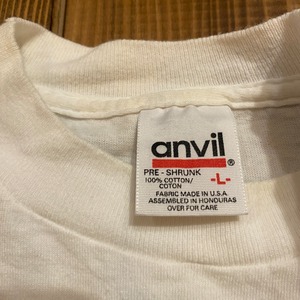 anvil
®
PRE - SHRUNK
100% COTTON/
COTON
-L-
FABRIC MADE IN U.S.A
ASSEMBLED IN HONDURAS
OVER FOR CARE